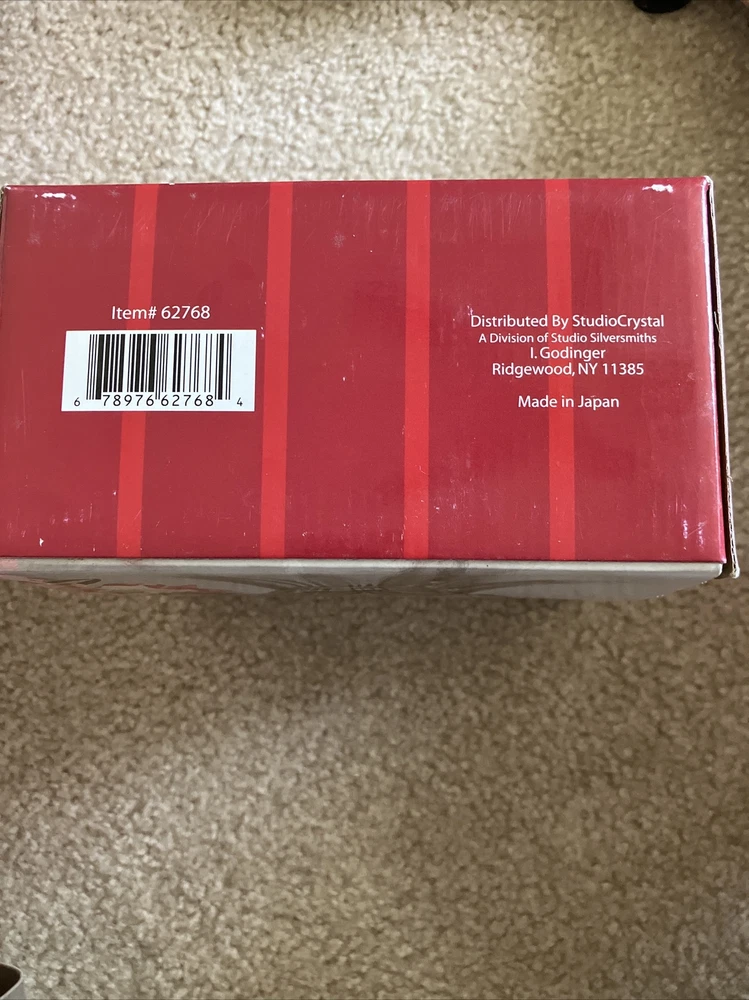 Item# 62768
6 78976 62768 4
Distributed By StudioCrystal
A Division of Studio Silversmiths
I. Godinger
Ridgewood, NY 11385
Made in Japan